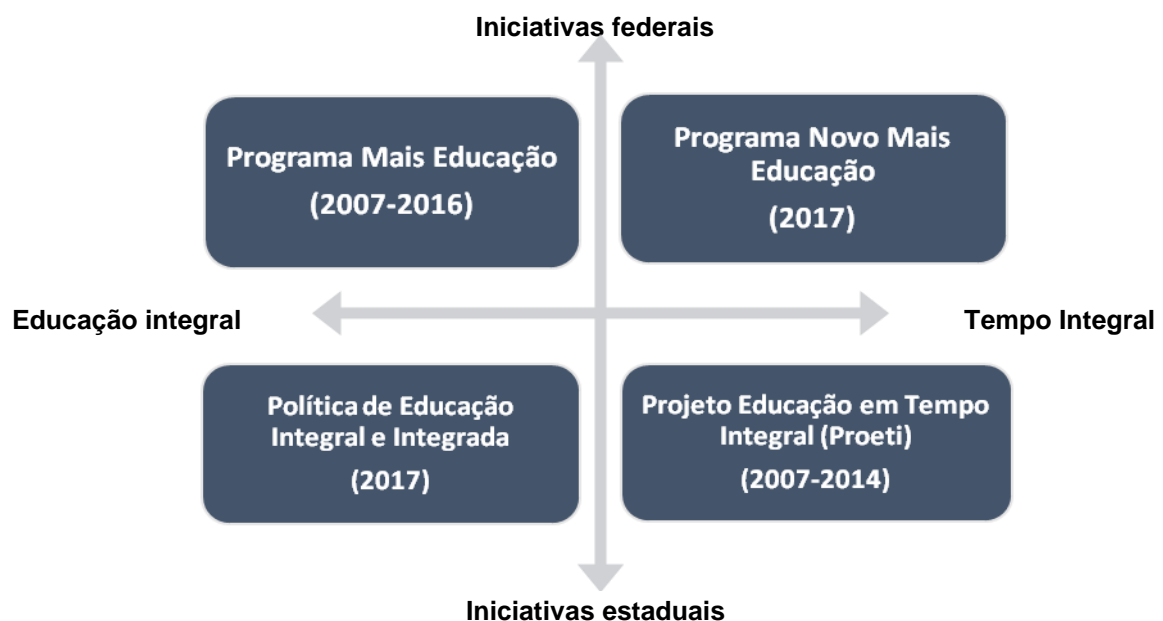 Iniciativas federais
Programa Mais Educação
(2007-2016)
Programa Novo Mais
Educação
(2017)
Educação integral
Tempo Integral
Política de Educação
Integral e Integrada
(2017)
Projeto Educação em Tempo
Integral (Proeti)
(2007-2014)
Iniciativas estaduais